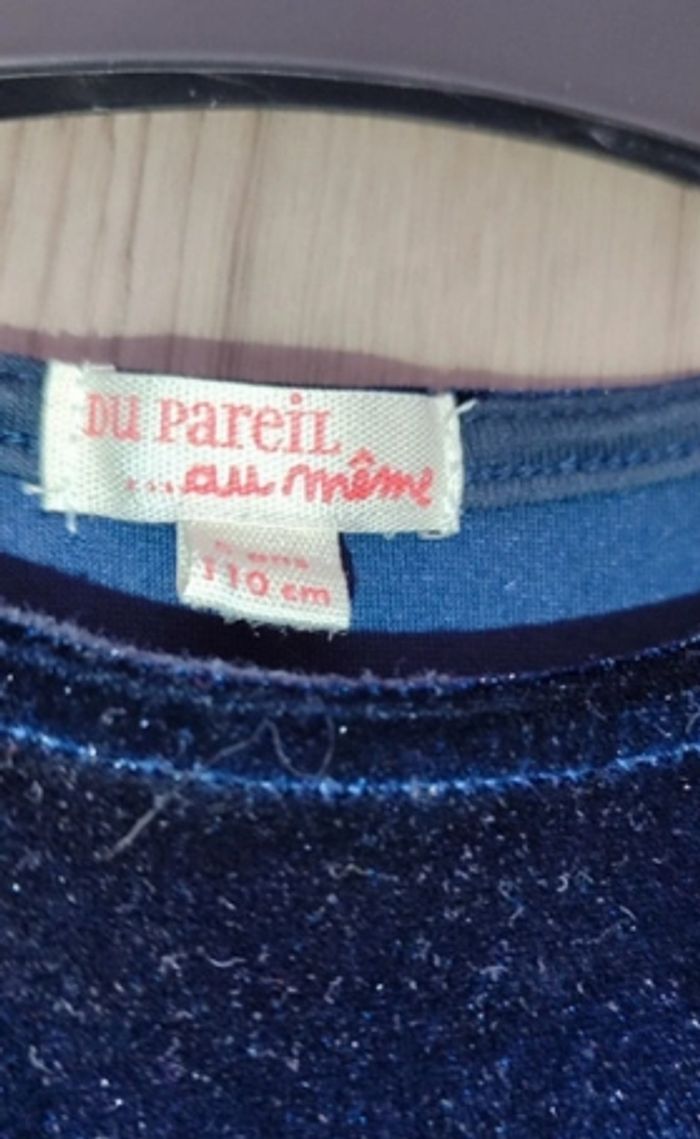 DU PareiL
...au même
110 cm